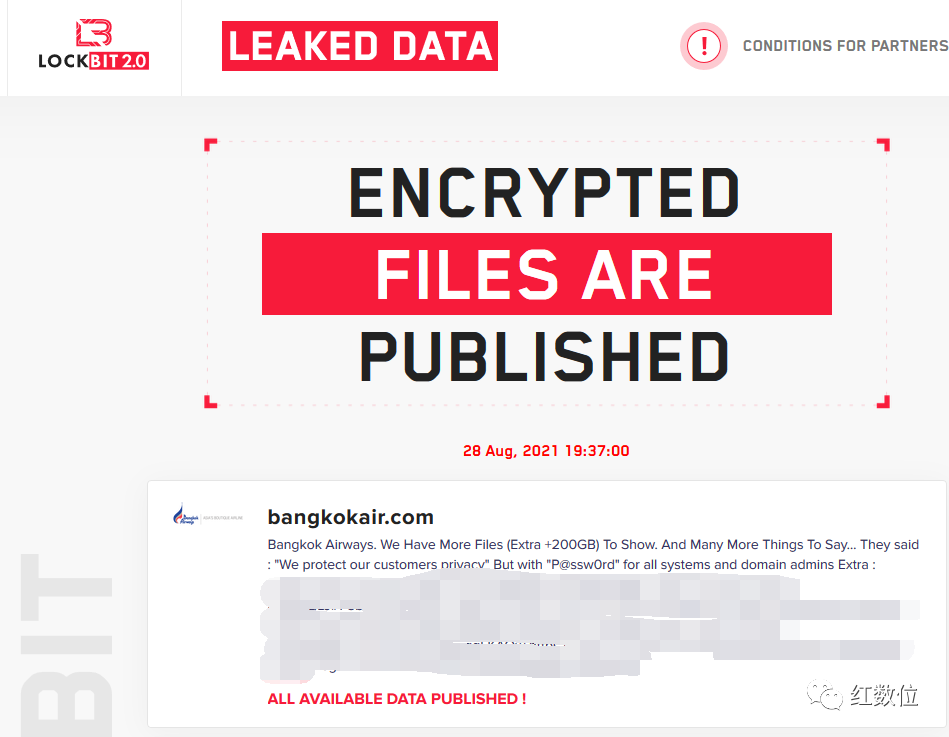 LOCKBIT 2.0
LEAKED DATA
!
CONDITIONS FOR PARTNERS
ENCRYPTED
FILES ARE
PUBLISHED
28 Aug, 2021 19:37:00
bangkokair.com
Bangkok Airways. We Have More Files (Extra +200GB) To Show. And Many More Things To Say... They said
: "We protect our customers privacy" But with "P@ssw0rd" for all systems and domain admins Extra :
ALL AVAILABLE DATA PUBLISHED !
BIT
红数位